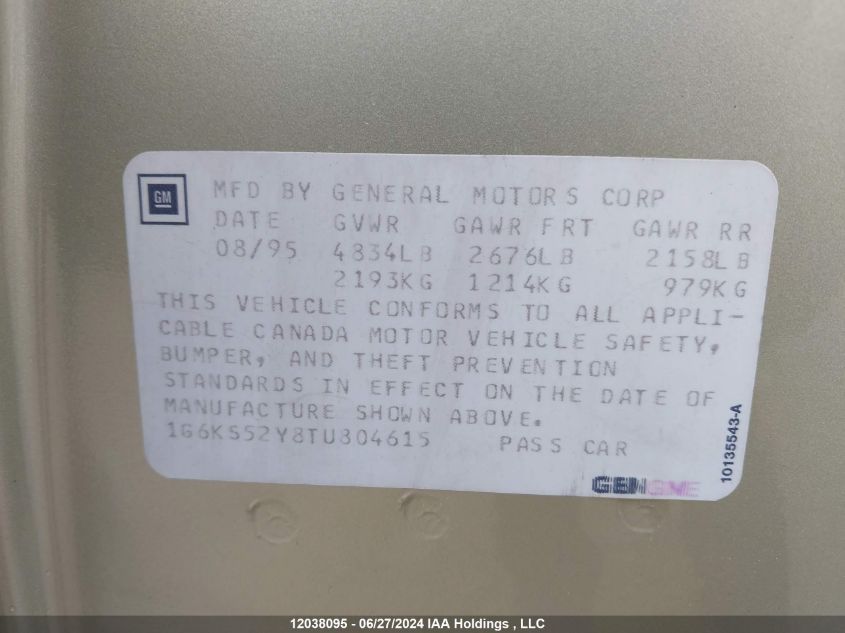 GM
MFD BY GENERAL MOTORS CORP
DATE GVWR GAWR FRT GAWR RR
08/95 4834LB 2676LB 2158LB
2193KG 1214KG 979KG
THIS VEHICLE CONFORMS TO ALL APPLI-
CABLE CANADA MOTOR VEHICLE SAFETY,
BUMPER, AND THEFT PREVENTION
STANDARDS IN EFFECT ON THE DATE OF
MANUFACTURE SHOWN ABOVE.
1G6KS52Y8TU804615 PASS CAR
10135543-A
12038095 - 06/27/2024 IAA Holdings , LLC